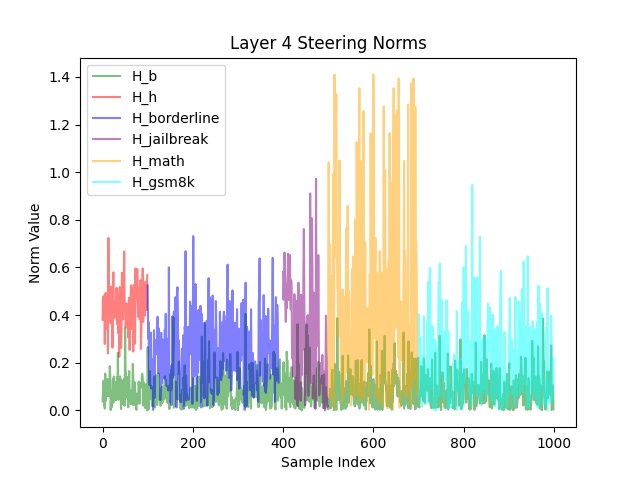 Layer 4 Steering Norms
H_b
H_h
H_borderline
H_jailbreak
H_math
H_gsm8k
Norm Value
1.4
1.2
1.0
0.8
0.6
0.4
0.2
0.0
0
200
400
600
800
1000
Sample Index